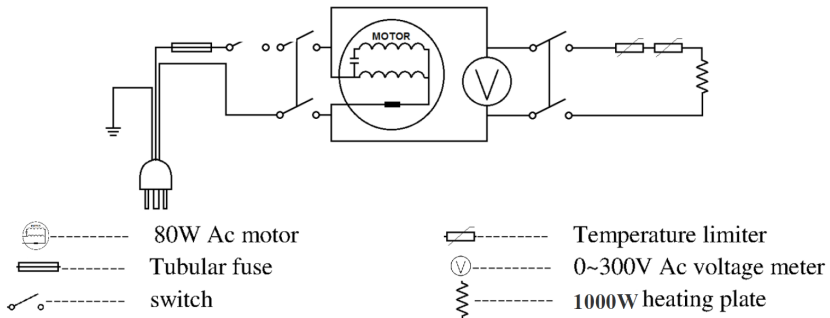 MOTOR
V
80W Ac motor
Temperature limiter
Tubular fuse
V
0~300V Ac voltage meter
switch
1000W heating plate